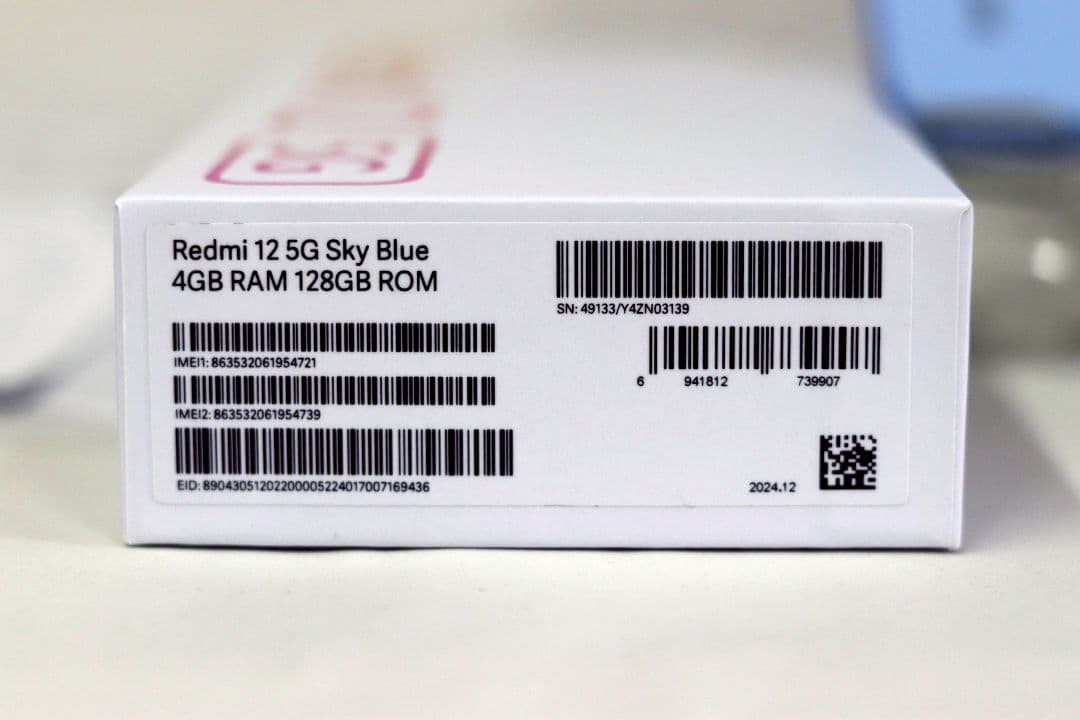 5G
Redmi 12 5G Sky Blue
4GB RAM 128GB ROM
IMEI1: 863532061954721
IMEI2: 863532061954739
EID: 89043051202200005224017007169436
SN: 49133/Y4ZN03139
6 941812 739907
2024.12